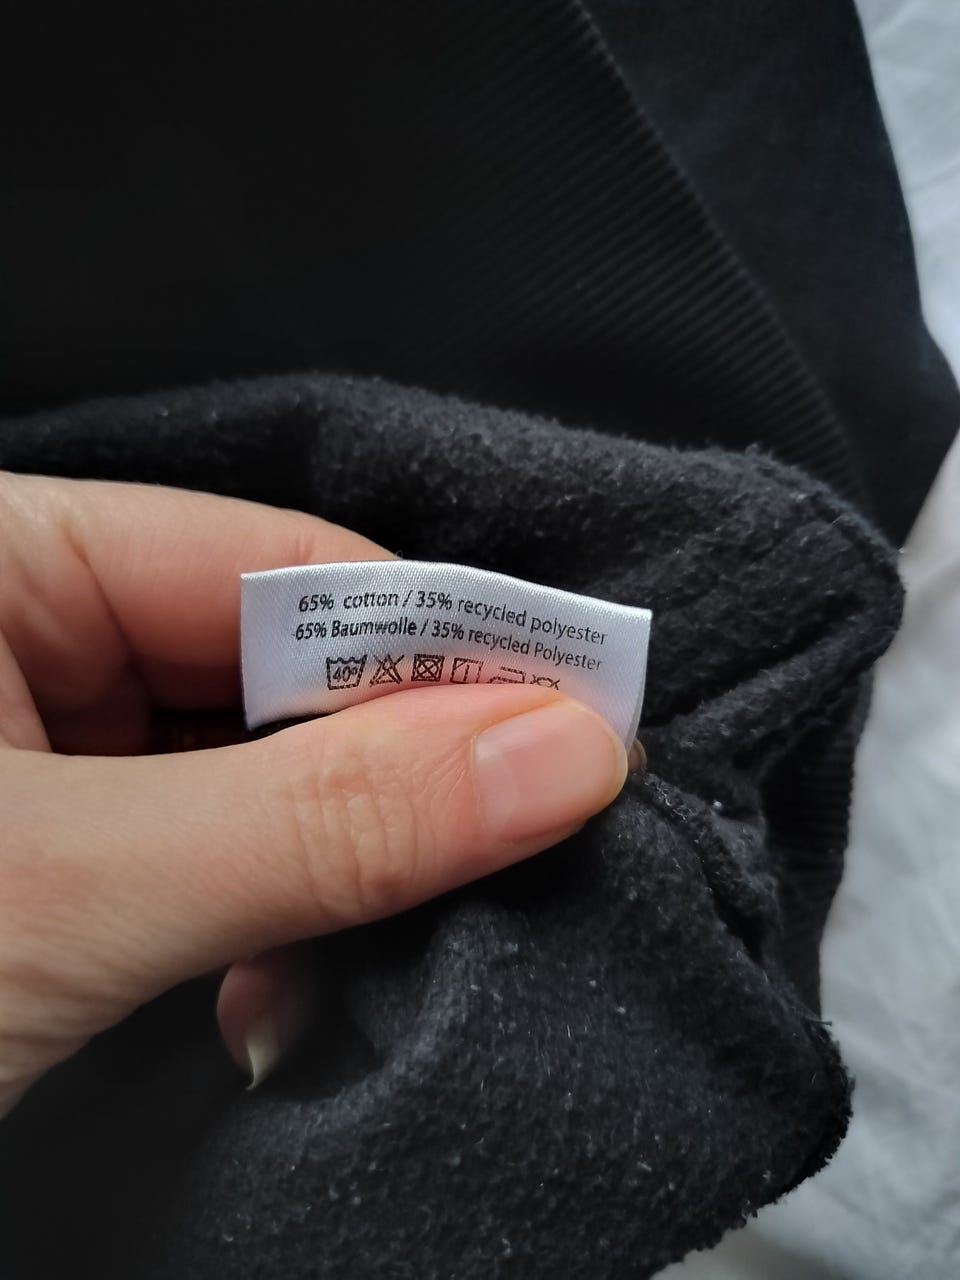 65% cotton / 35% recycled polyester
65% Baumwolle / 35% recycled Polyester
40°